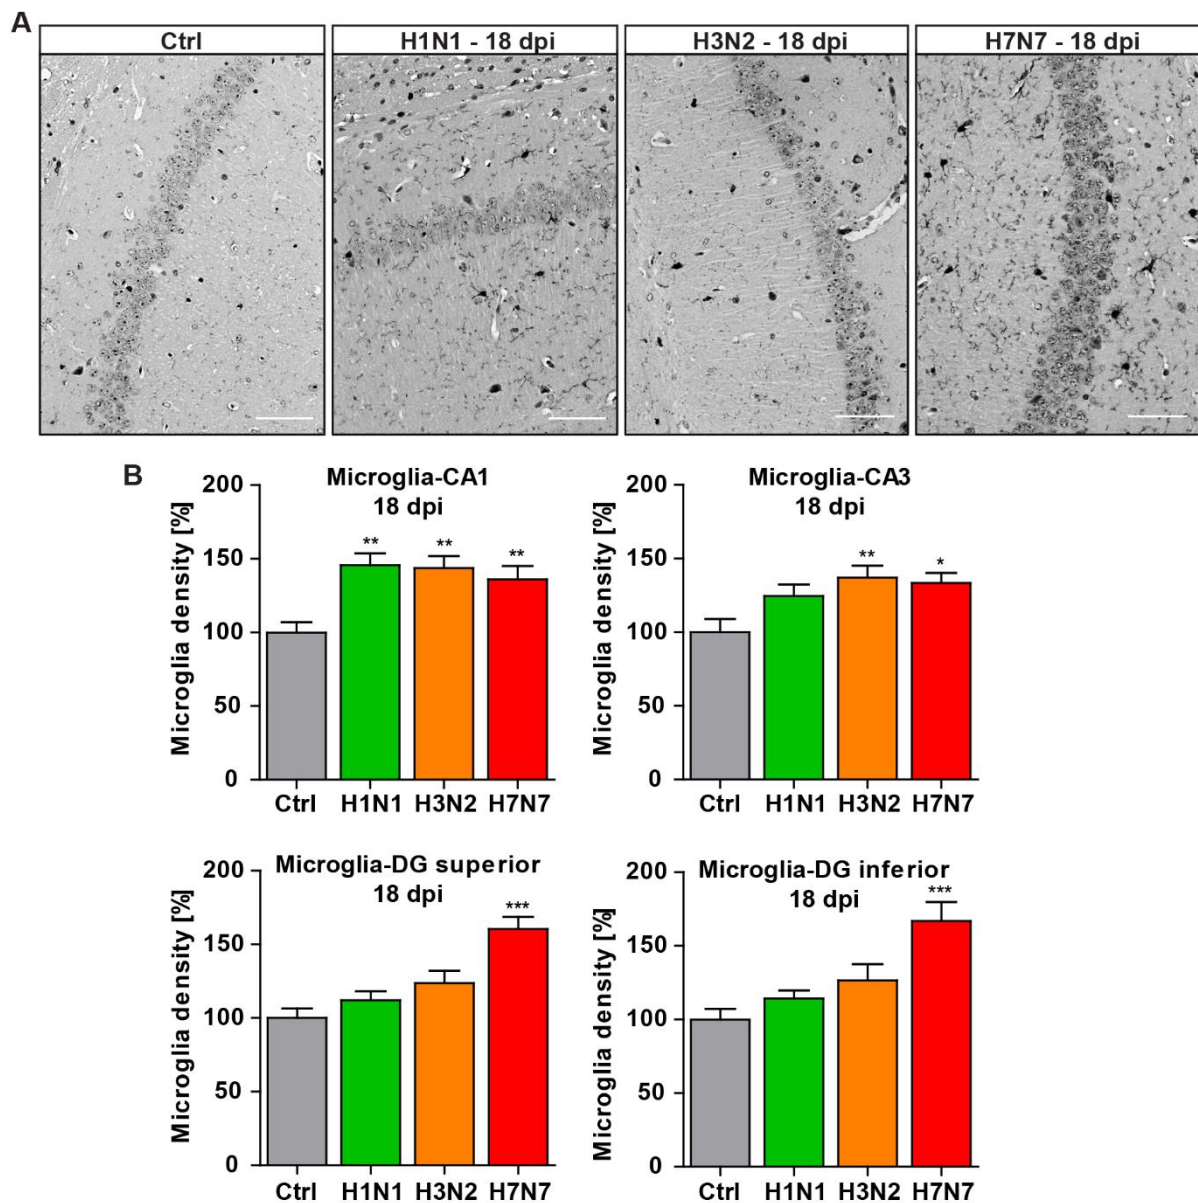 A
Ctrl
H1N1 - 18 dpi
H3N2 - 18 dpi
H7N7 - 18 dpi
B
Microglia-CA1
18 dpi
Microglia density [%]
200
150
100
50
0
**
**
**
Ctrl
H1N1
H3N2
H7N7
Microglia-CA3
18 dpi
Microglia density [%]
200
150
100
50
0
**
*
Ctrl
H1N1
H3N2
H7N7
Microglia-DG superior
18 dpi
Microglia density [%]
200
150
100
50
0
***
Ctrl
H1N1
H3N2
H7N7
Microglia-DG inferior
18 dpi
Microglia density [%]
200
150
100
50
0
***
Ctrl
H1N1
H3N2
H7N7